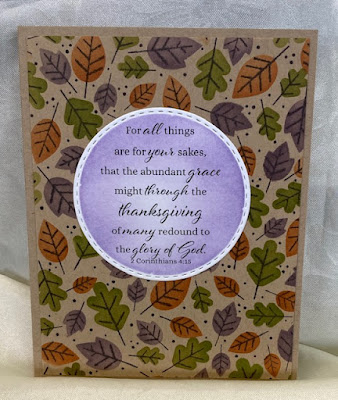 For all things
are for your sakes,
that the abundant grace
might through the
thanksgiving
of many redound to
the glory of God.
2 Corinthians 4:15